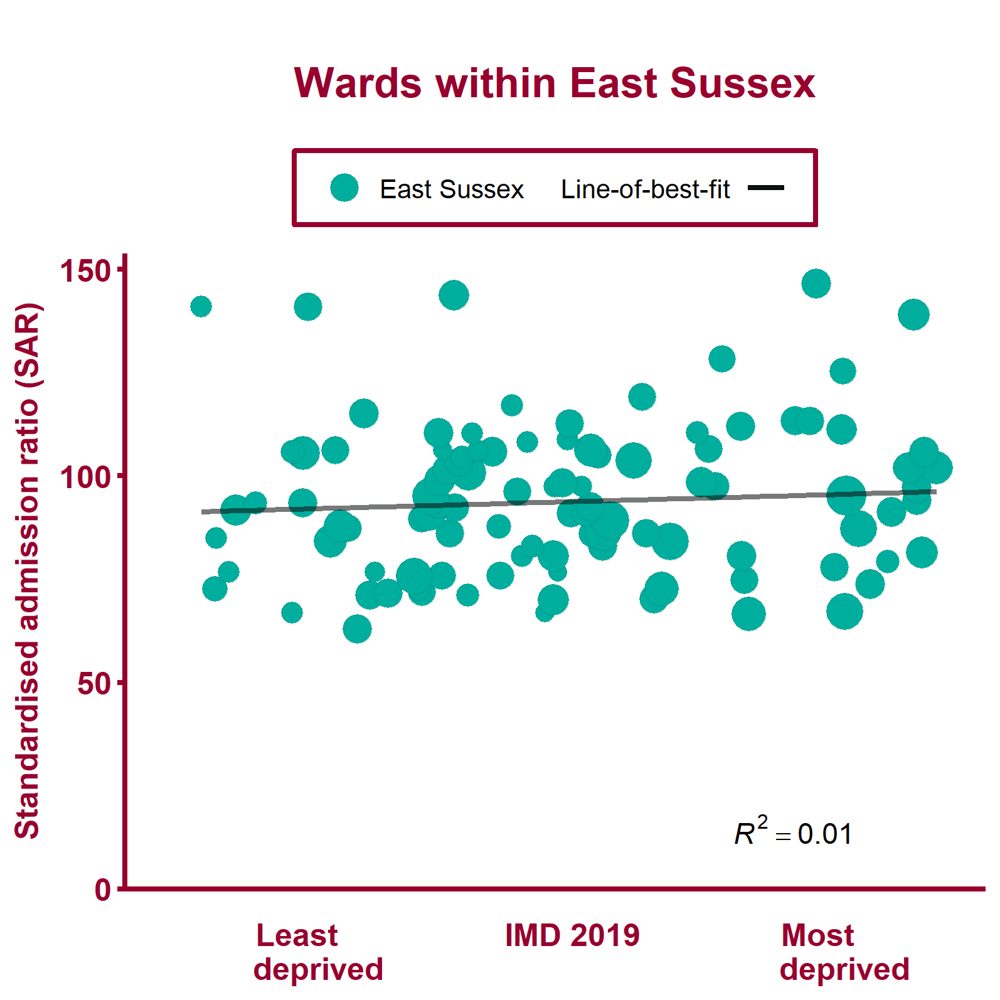 Wards within East Sussex
East Sussex Line-of-best-fit
150
100
50
0
Standardised admission ratio (SAR)
R² = 0.01
Least deprived
IMD 2019
Most deprived